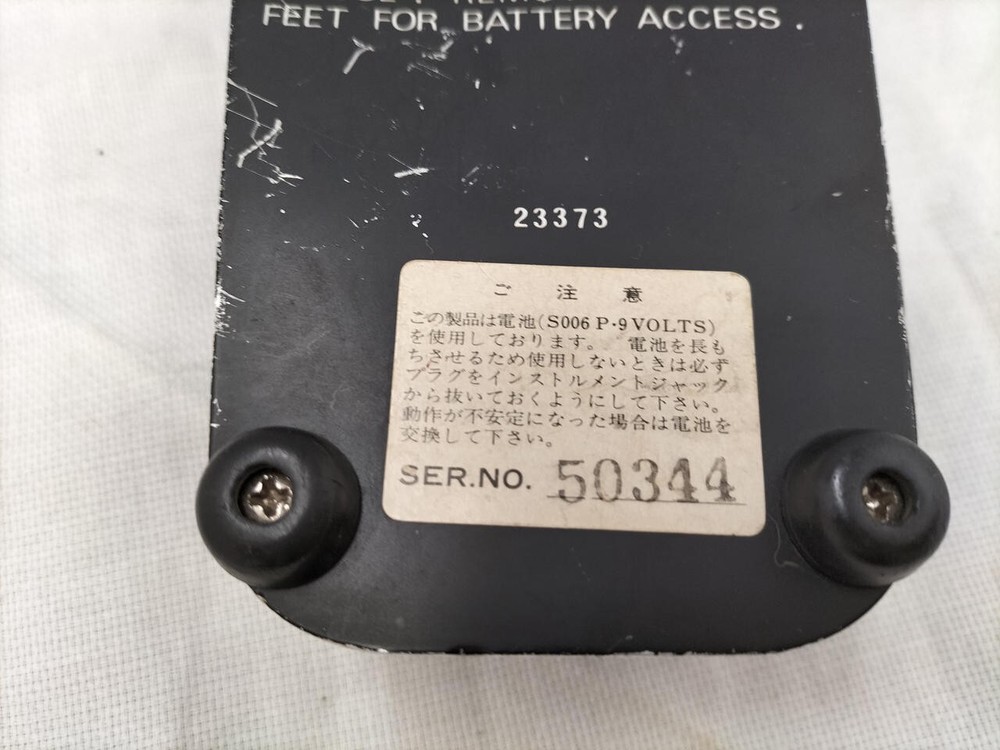 FEET FOR BATTERY ACCESS.
23373
ご 注 意
この製品は電池(S006P・9VOLTS)
を使用しております。 電池を長も
ちさせるため使用しないときは必ず
プラグをインストルメントジャック
から抜いておくようにして下さい。
動作が不安定になった場合は電池を
交換して下さい。
SER.NO. 50344